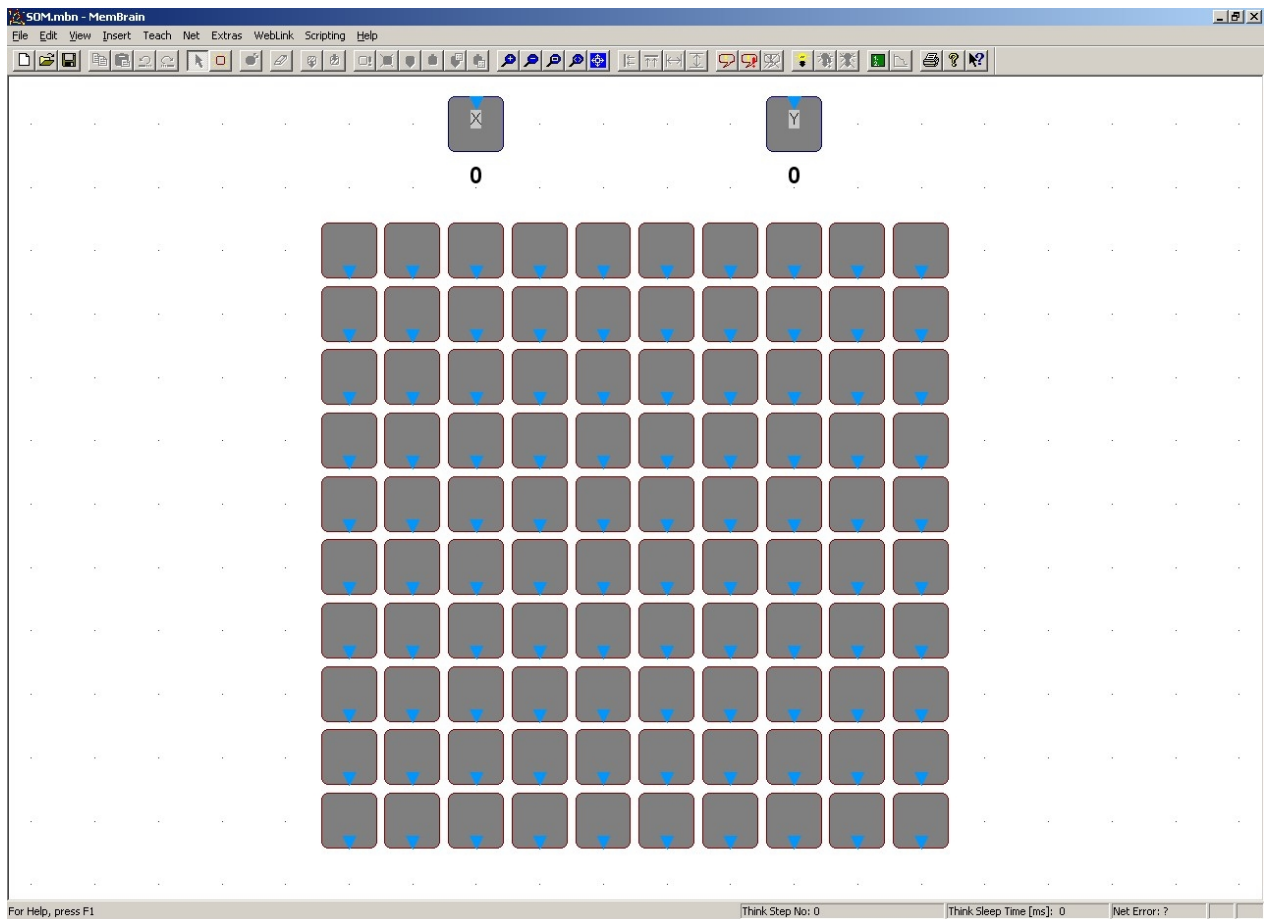 SOM.mbn - MemBrain
File Edit View Insert Teach Net Extras WebLink Scripting Help
X Y
0 0
For Help, press F1 Think Step No: 0 Think Sleep Time [ms]: 0 Net Error: ?